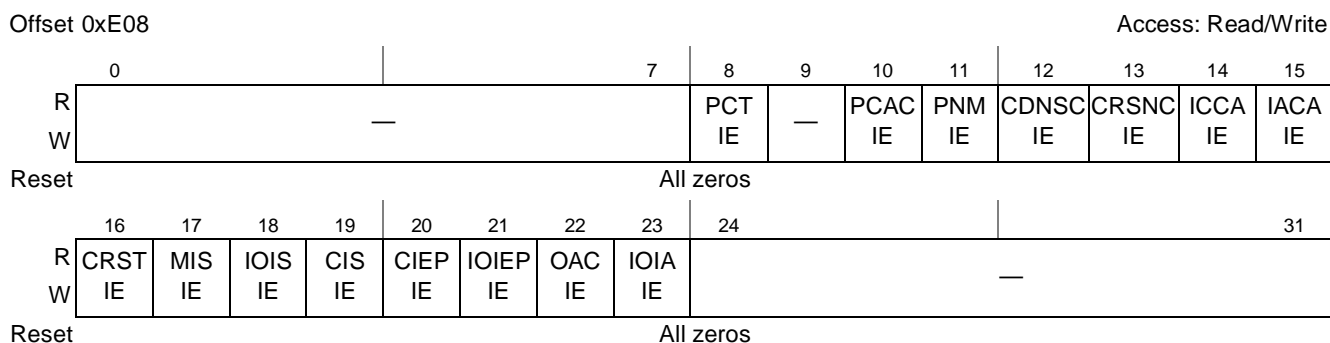 Offset 0xE08 Access: Read/Write
0 7 8 9 10 11 12 13 14 15
R PCT — PCAC PNM CDNSC CRSNC ICCA IACA
W — IE IE IE IE IE IE IE
Reset All zeros
16 17 18 19 20 21 22 23 24 31
R CRST MIS IOIS CIS CIEP IOIEP OAC IOIA
W IE IE IE IE IE IE IE IE —
Reset All zeros